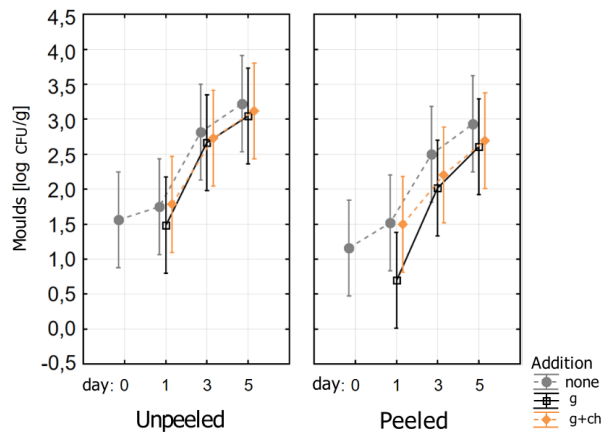 Moulds [log CFU/g]
4,5
4,0
3,5
3,0
2,5
2,0
1,5
1,0
0,5
0,0
-0,5
day: 0 1 3 5
day: 0 1 3 5
Unpeeled
Peeled
Addition
none
g
g+ch